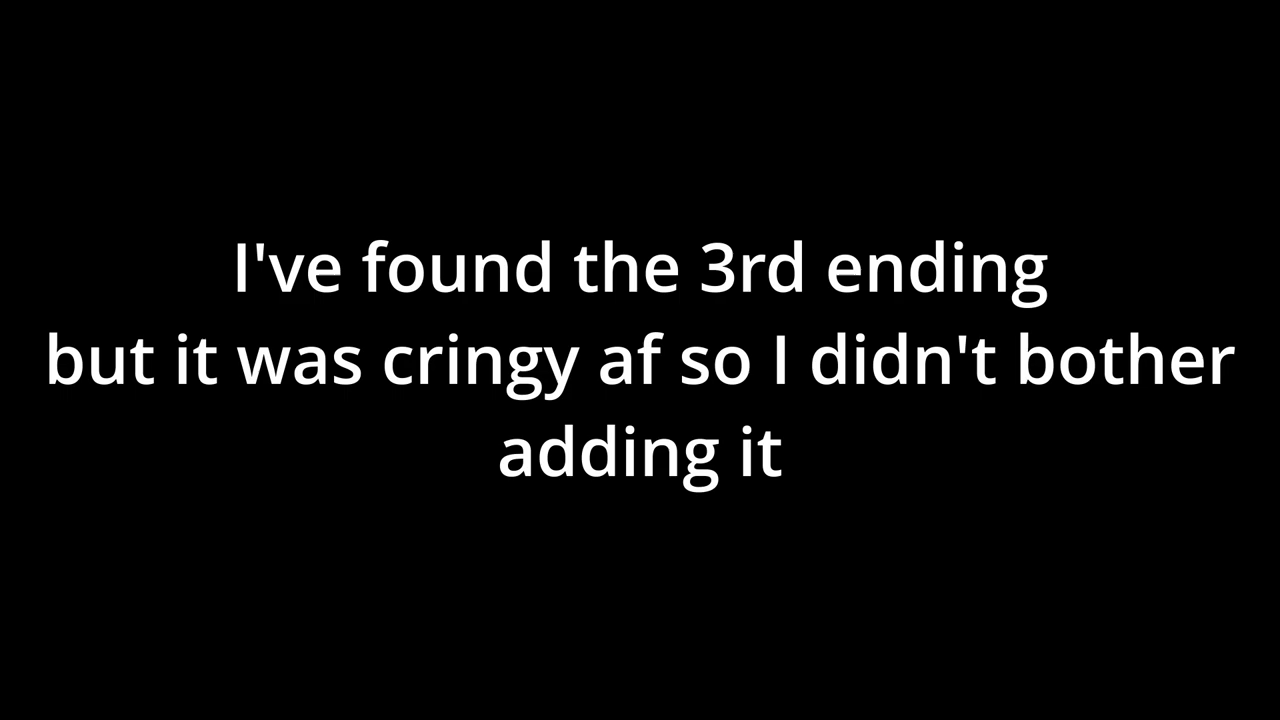 I've found the 3rd ending
but it was cringy af so I didn't bother
adding it